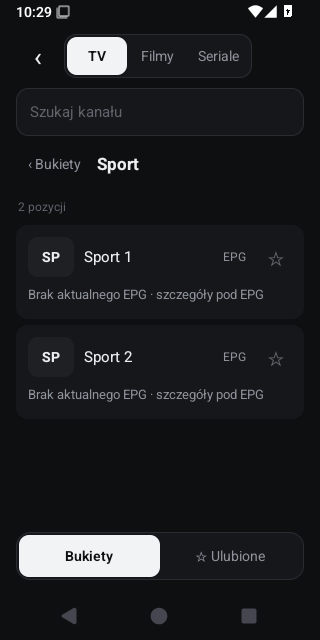 10:29
‹ TV Filmy Seriale
Szukaj kanału
‹ Bukiety Sport
2 pozycji
SP Sport 1 EPG ☆
Brak aktualnego EPG · szczegóły pod EPG
SP Sport 2 EPG ☆
Brak aktualnego EPG · szczegóły pod EPG
Bukiety ☆ Ulubione